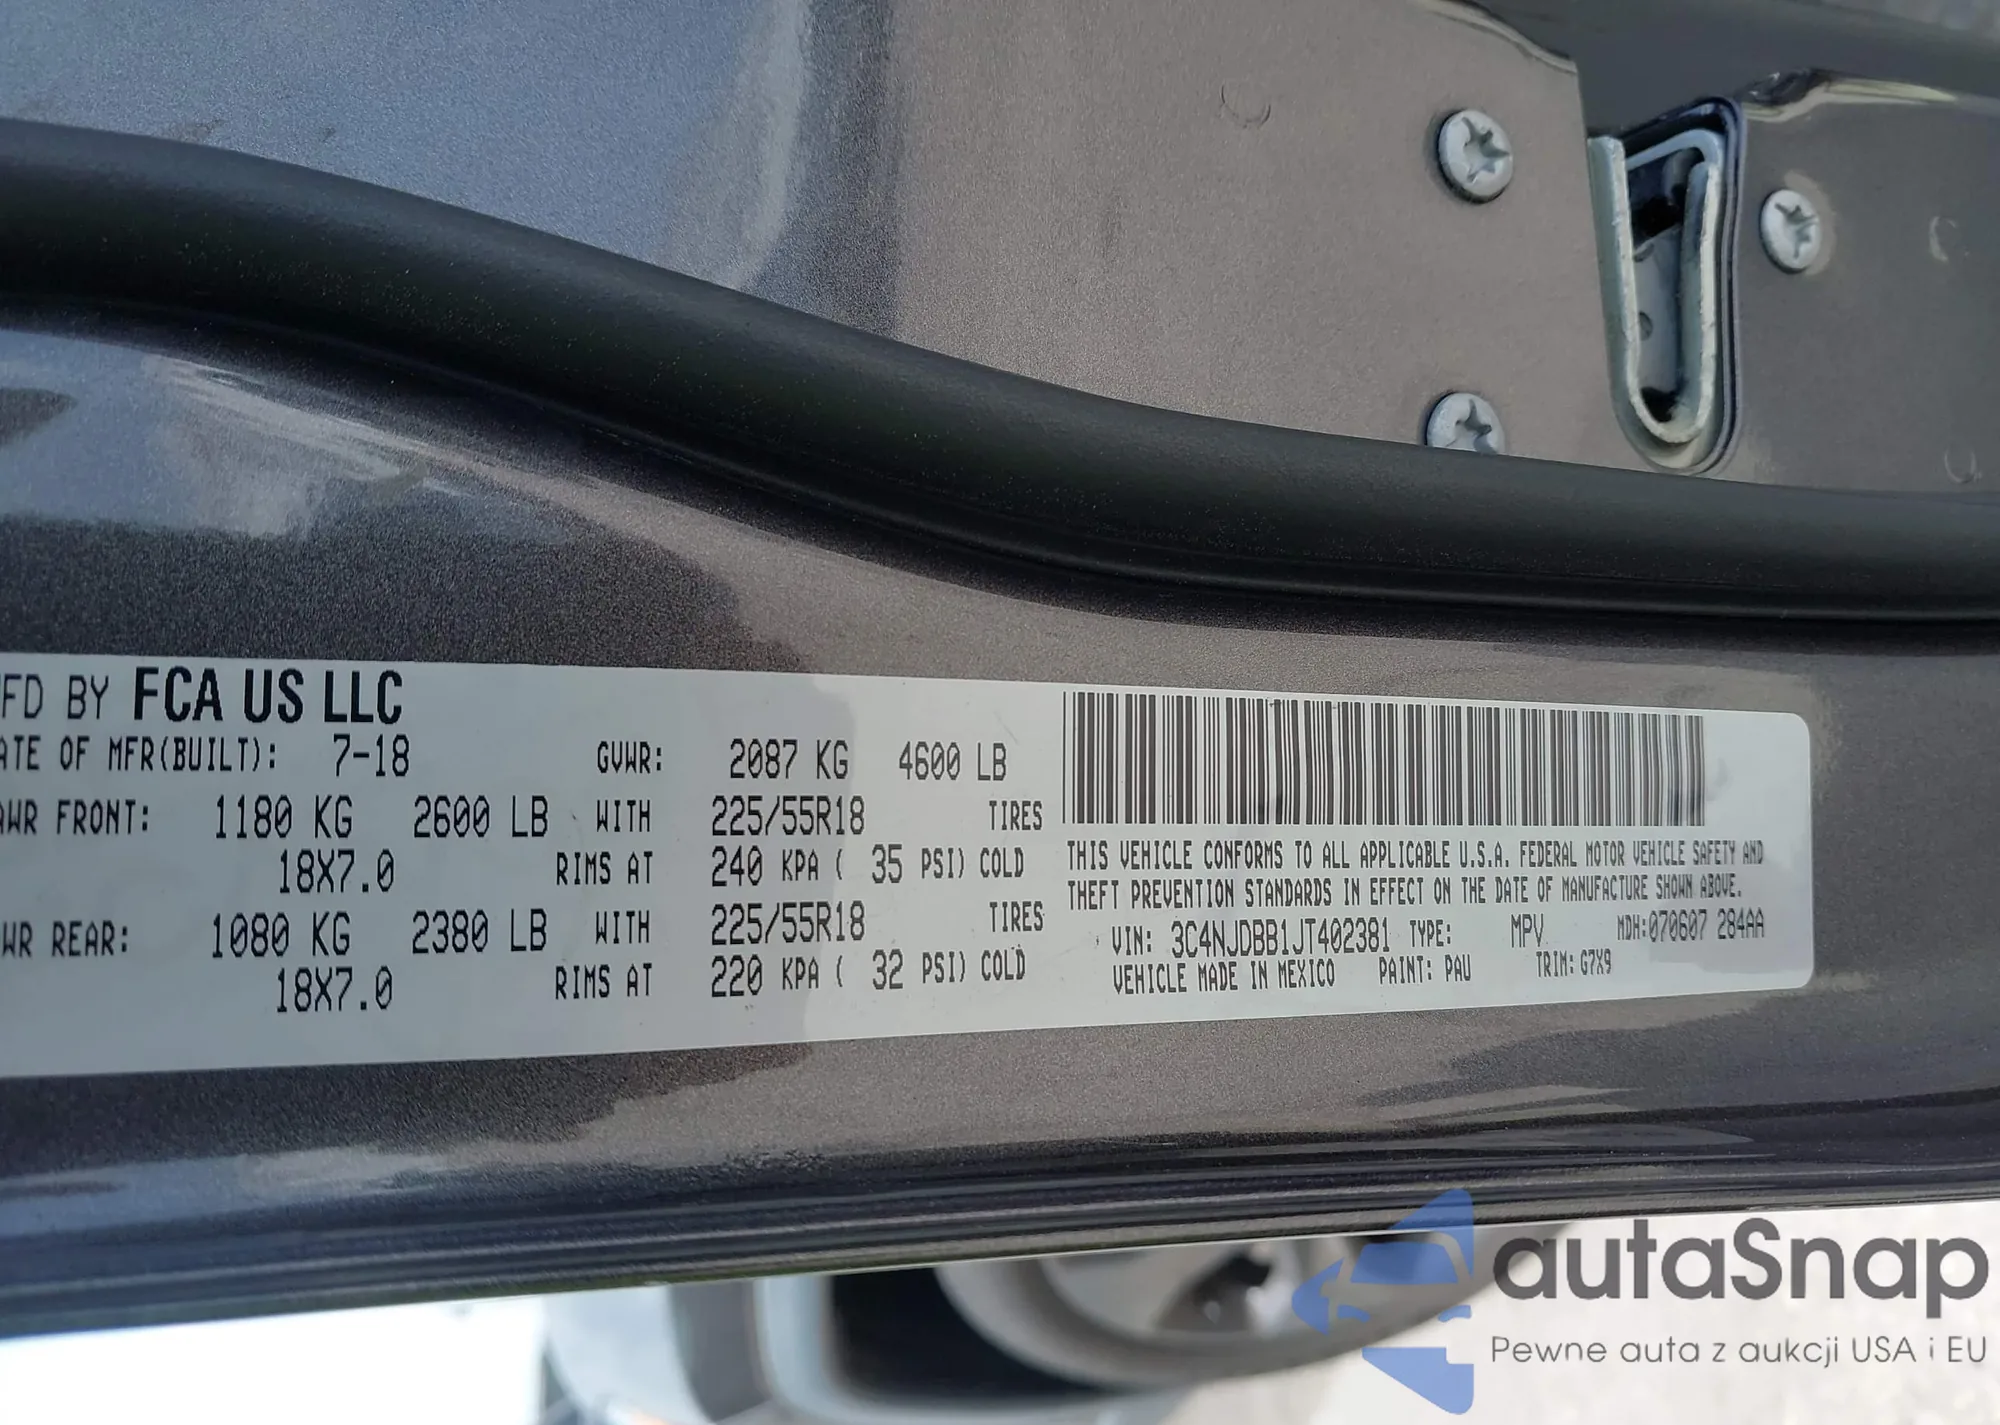 FD BY FCA US LLC
ATE OF MFR(BUILT): 7-18 GVWR: 2087 KG 4600 LB
AWR FRONT: 1180 KG 2600 LB WITH 225/55R18 TIRES
18X7.0 RIMS AT 240 KPA ( 35 PSI) COLD
WR REAR: 1080 KG 2380 LB WITH 225/55R18 TIRES
18X7.0 RIMS AT 220 KPA ( 32 PSI) COLD
THIS VEHICLE CONFORMS TO ALL APPLICABLE U.S.A. FEDERAL MOTOR VEHICLE SAFETY AND
THEFT PREVENTION STANDARDS IN EFFECT ON THE DATE OF MANUFACTURE SHOWN ABOVE.
VIN: 3C4NJDBB1JT402381 TYPE: MPV MDH:070607 284AA
VEHICLE MADE IN MEXICO PAINT: PAU TRIM: G7X9
autaSnap
Pewne auta z aukcji USA i EU